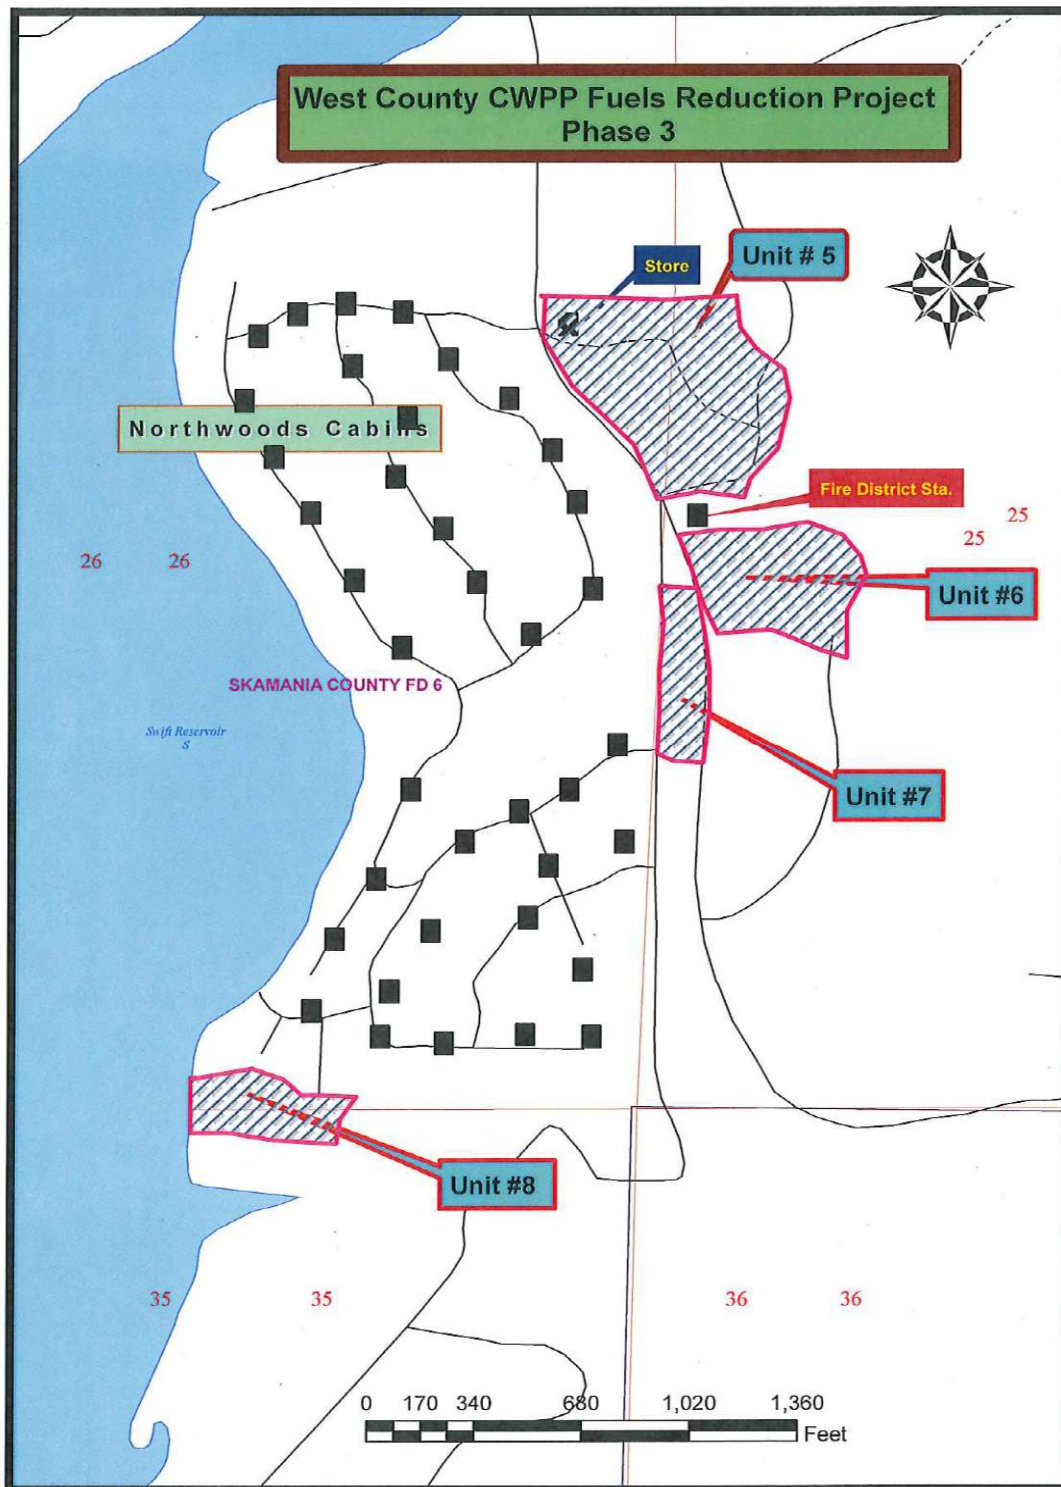 West County CWPP Fuels Reduction Project
Phase 3
Store
Unit # 5
Northwoods Cabins
Fire District Sta.
25
25
26
26
Unit #6
SKAMANIA COUNTY FD 6
Swift Reservoir
S
Unit #7
Unit #8
35
35
36
36
0 170 340 680 1,020 1,360
Feet